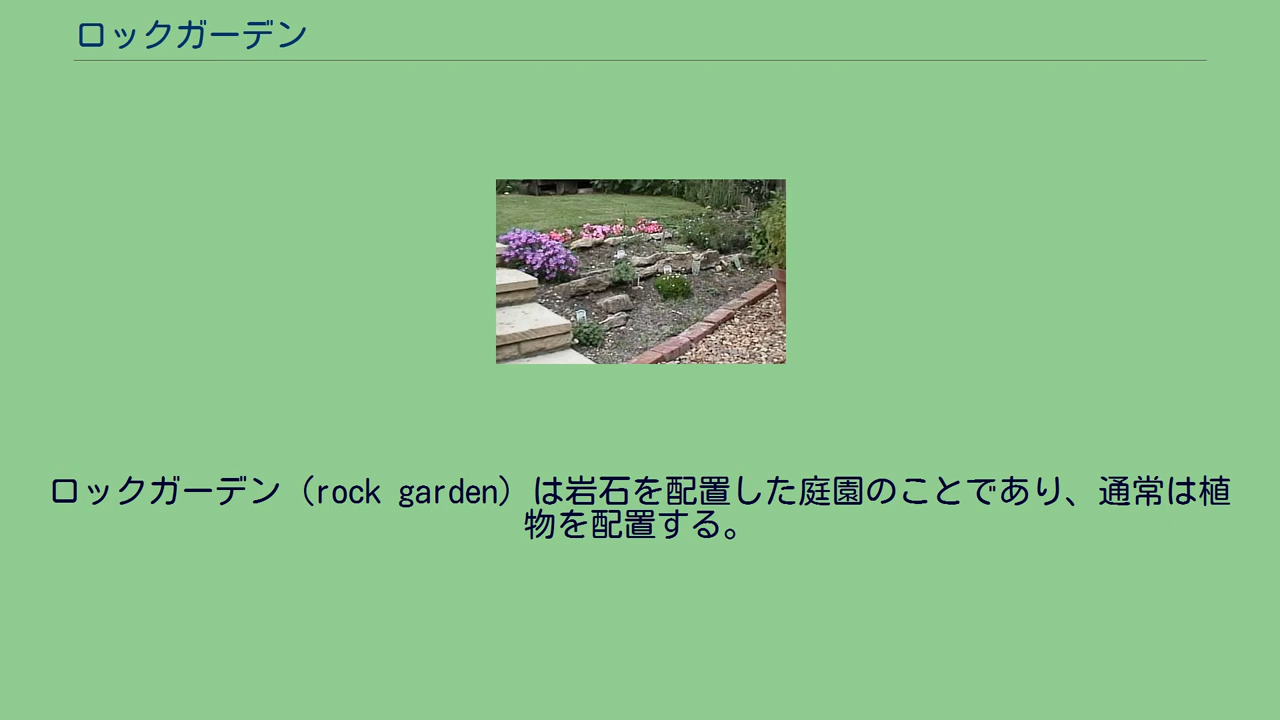 ロックガーデン
ロックガーデン（rock garden）は岩石を配置した庭園のことであり、通常は植
物を配置する。